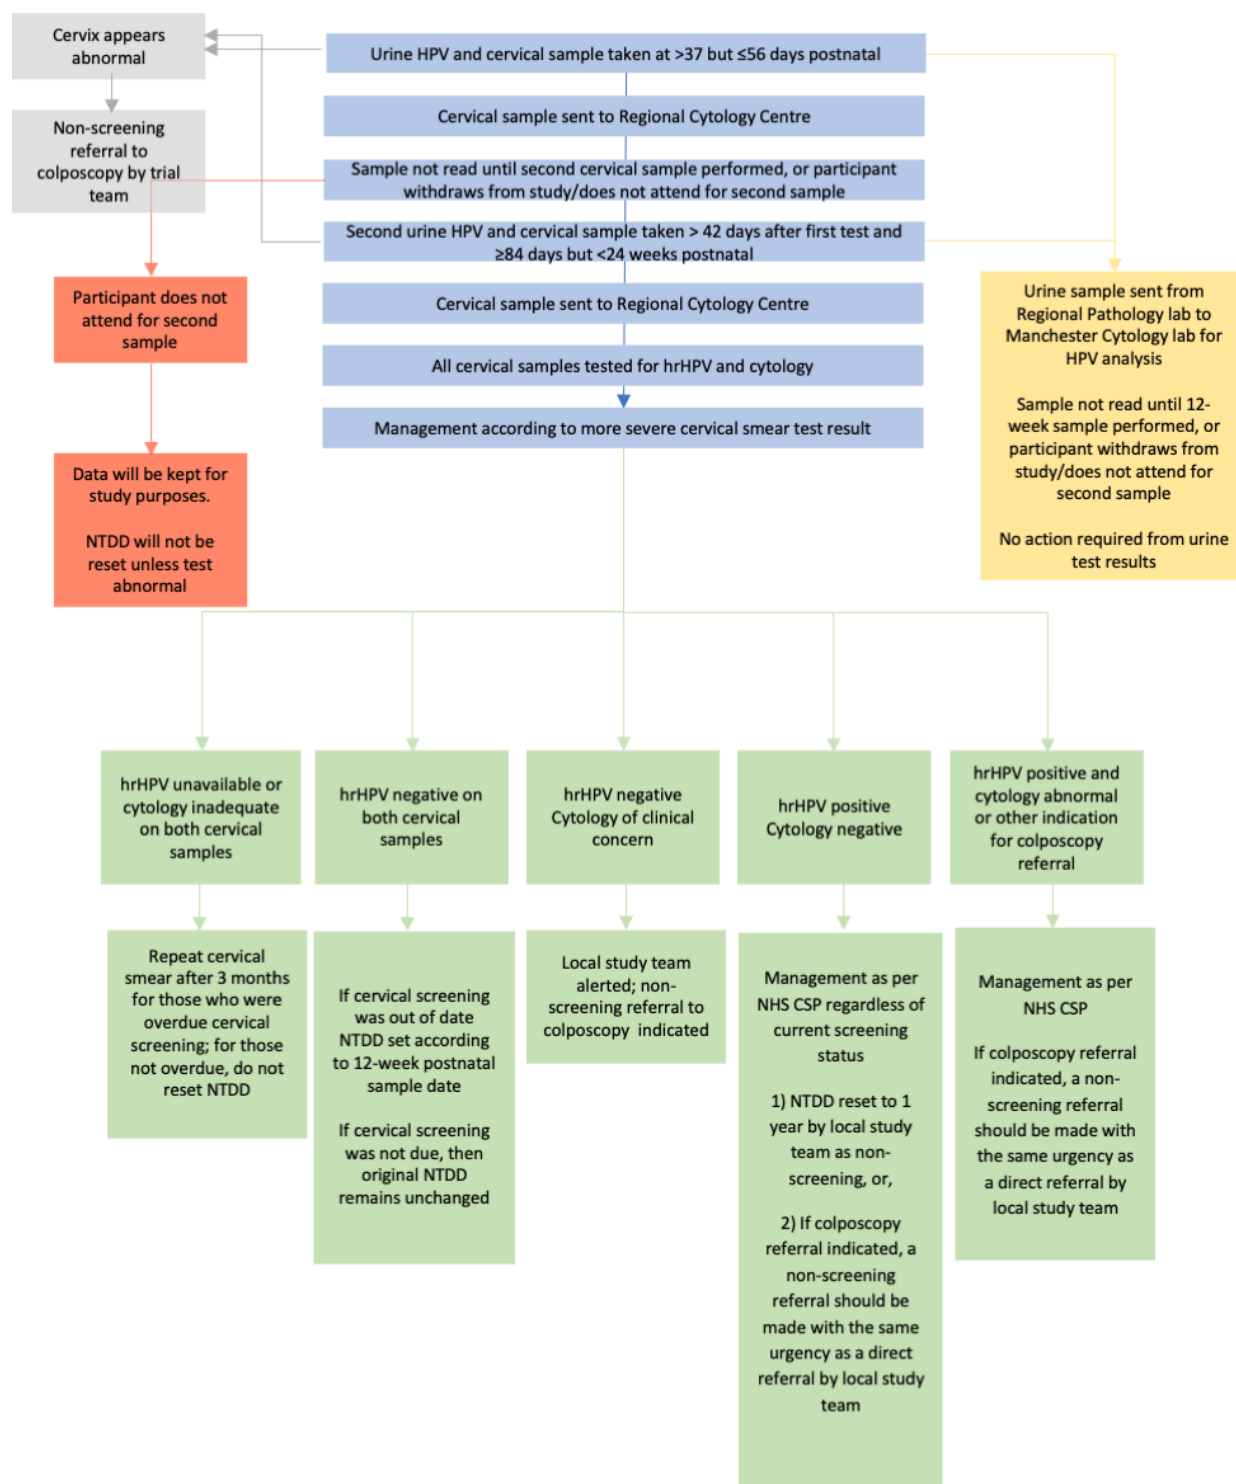 Cervix appears
abnormal
Urine HPV and cervical sample taken at >37 but ≤56 days postnatal
Cervical sample sent to Regional Cytology Centre
Non-screening
referral to
colposcopy by trial
team
Sample not read until second cervical sample performed, or participant
withdraws from study/does not attend for second sample
Second urine HPV and cervical sample taken > 42 days after first test and
≥84 days but <24 weeks postnatal
Participant does not
attend for second
sample
Cervical sample sent to Regional Cytology Centre
All cervical samples tested for hrHPV and cytology
Management according to more severe cervical smear test result
Urine sample sent from
Regional Pathology lab to
Manchester Cytology lab for
HPV analysis
Sample not read until 12-
week sample performed, or
participant withdraws from
study/does not attend for
second sample
No action required from urine
test results
Data will be kept for
study purposes.
NTDD will not be
reset unless test
abnormal
hrHPV unavailable or
cytology inadequate
on both cervical
samples
hrHPV negative on
both cervical
samples
hrHPV negative
Cytology of clinical
concern
hrHPV positive
Cytology negative
hrHPV positive and
cytology abnormal
or other indication
for colposcopy
referral
Repeat cervical
smear after 3 months
for those who were
overdue cervical
screening; for those
not overdue, do not
reset NTDD
If cervical screening
was out of date
NTDD set according
to 12-week postnatal
sample date
If cervical screening
was not due, then
original NTDD
remains unchanged
Local study team
alerted; non-
screening referral to
colposcopy indicated
Management as per
NHS CSP regardless of
current screening
status
1) NTDD reset to 1
year by local study
team as non-
screening, or,
2) If colposcopy
referral indicated, a
non-screening
referral should be
made with the same
urgency as a direct
referral by local study
team
Management as per
NHS CSP
If colposcopy referral
indicated, a non-
screening referral
should be made with
the same urgency as
a direct referral by
local study team